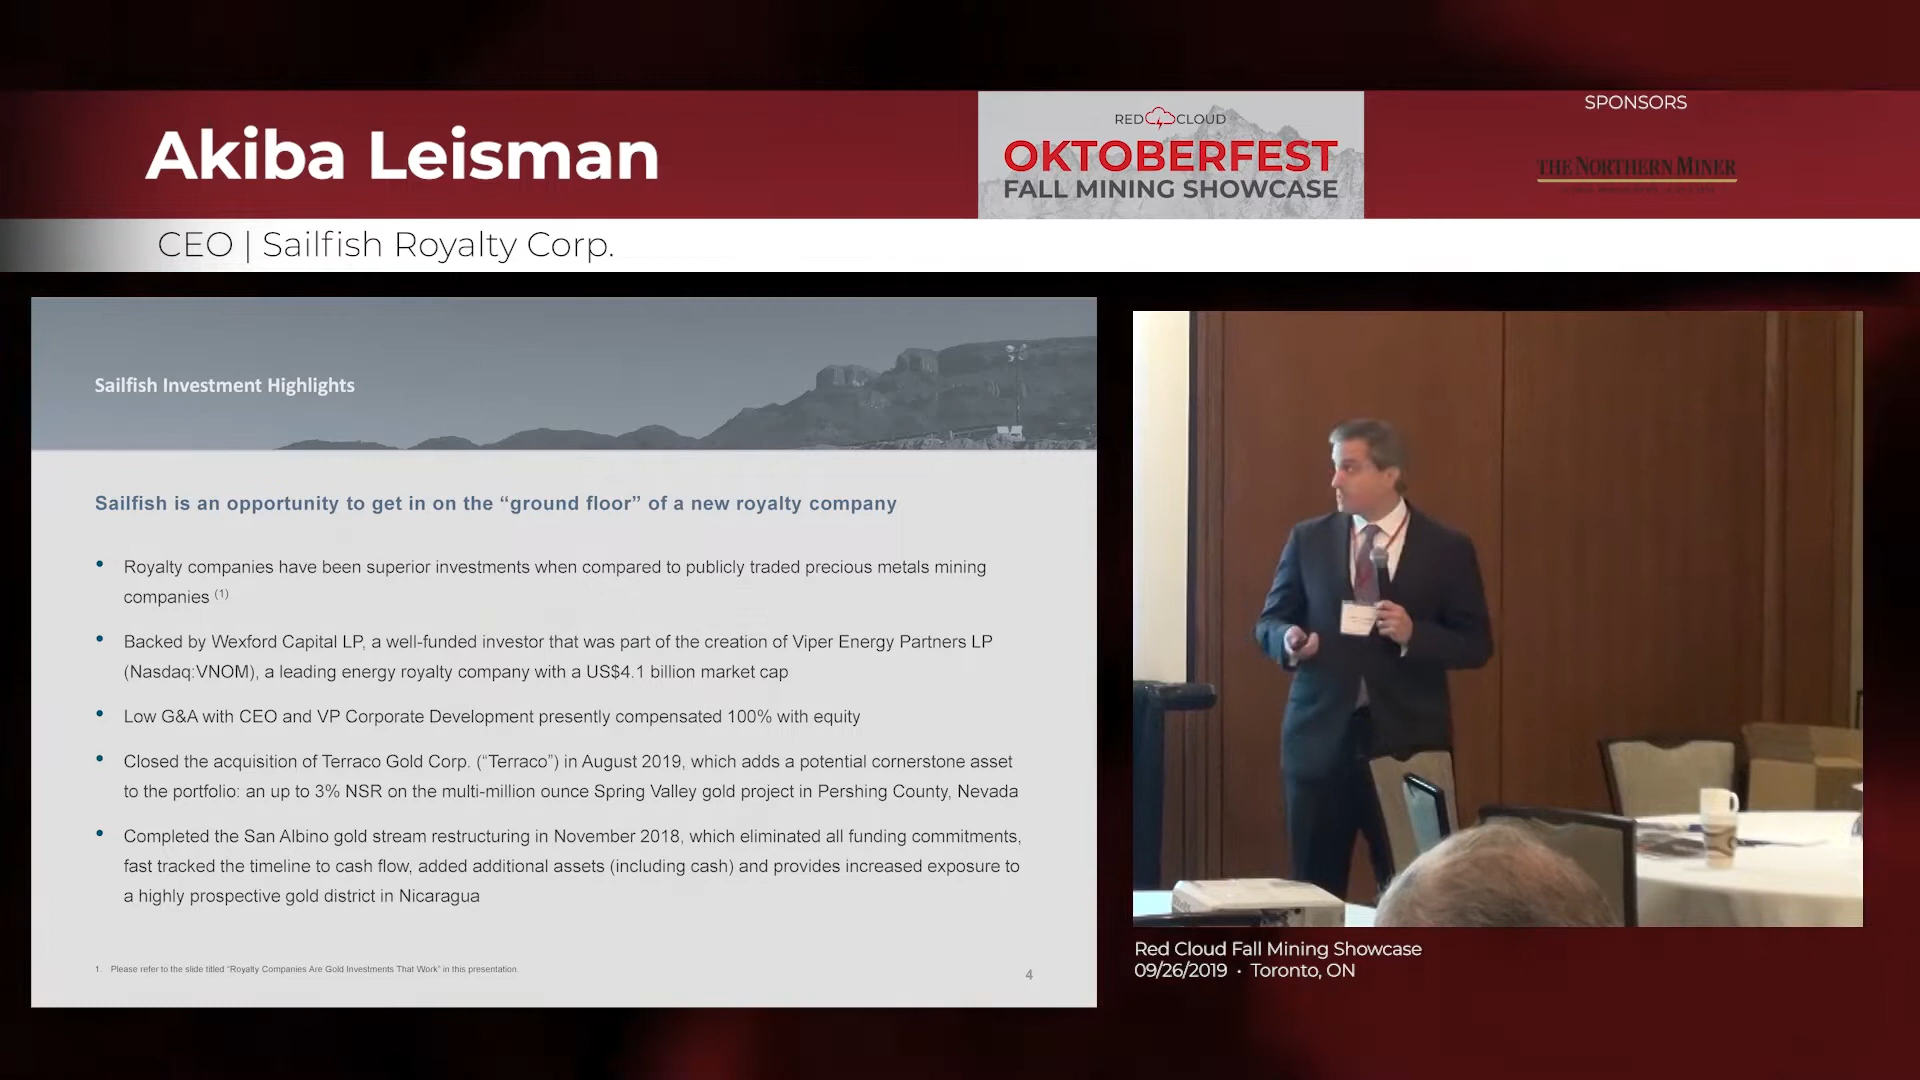 Akiba Leisman
CEO | Sailfish Royalty Corp.
RED CLOUD
OKTOBERFEST
FALL MINING SHOWCASE
SPONSORS
THE NORTHERN MINER
Sailfish Investment Highlights
Sailfish is an opportunity to get in on the “ground floor” of a new royalty company
• Royalty companies have been superior investments when compared to publicly traded precious metals mining
companies (1)
• Backed by Wexford Capital LP, a well-funded investor that was part of the creation of Viper Energy Partners LP
(Nasdaq:VNOM), a leading energy royalty company with a US$4.1 billion market cap
• Low G&A with CEO and VP Corporate Development presently compensated 100% with equity
• Closed the acquisition of Terraco Gold Corp. (“Terraco”) in August 2019, which adds a potential cornerstone asset
to the portfolio: an up to 3% NSR on the multi-million ounce Spring Valley gold project in Pershing County, Nevada
• Completed the San Albino gold stream restructuring in November 2018, which eliminated all funding commitments,
fast tracked the timeline to cash flow, added additional assets (including cash) and provides increased exposure to
a highly prospective gold district in Nicaragua
1. Please refer to the slide titled “Royalty Companies Are Gold Investments That Work” in this presentation.
4
Red Cloud Fall Mining Showcase
09/26/2019 • Toronto, ON